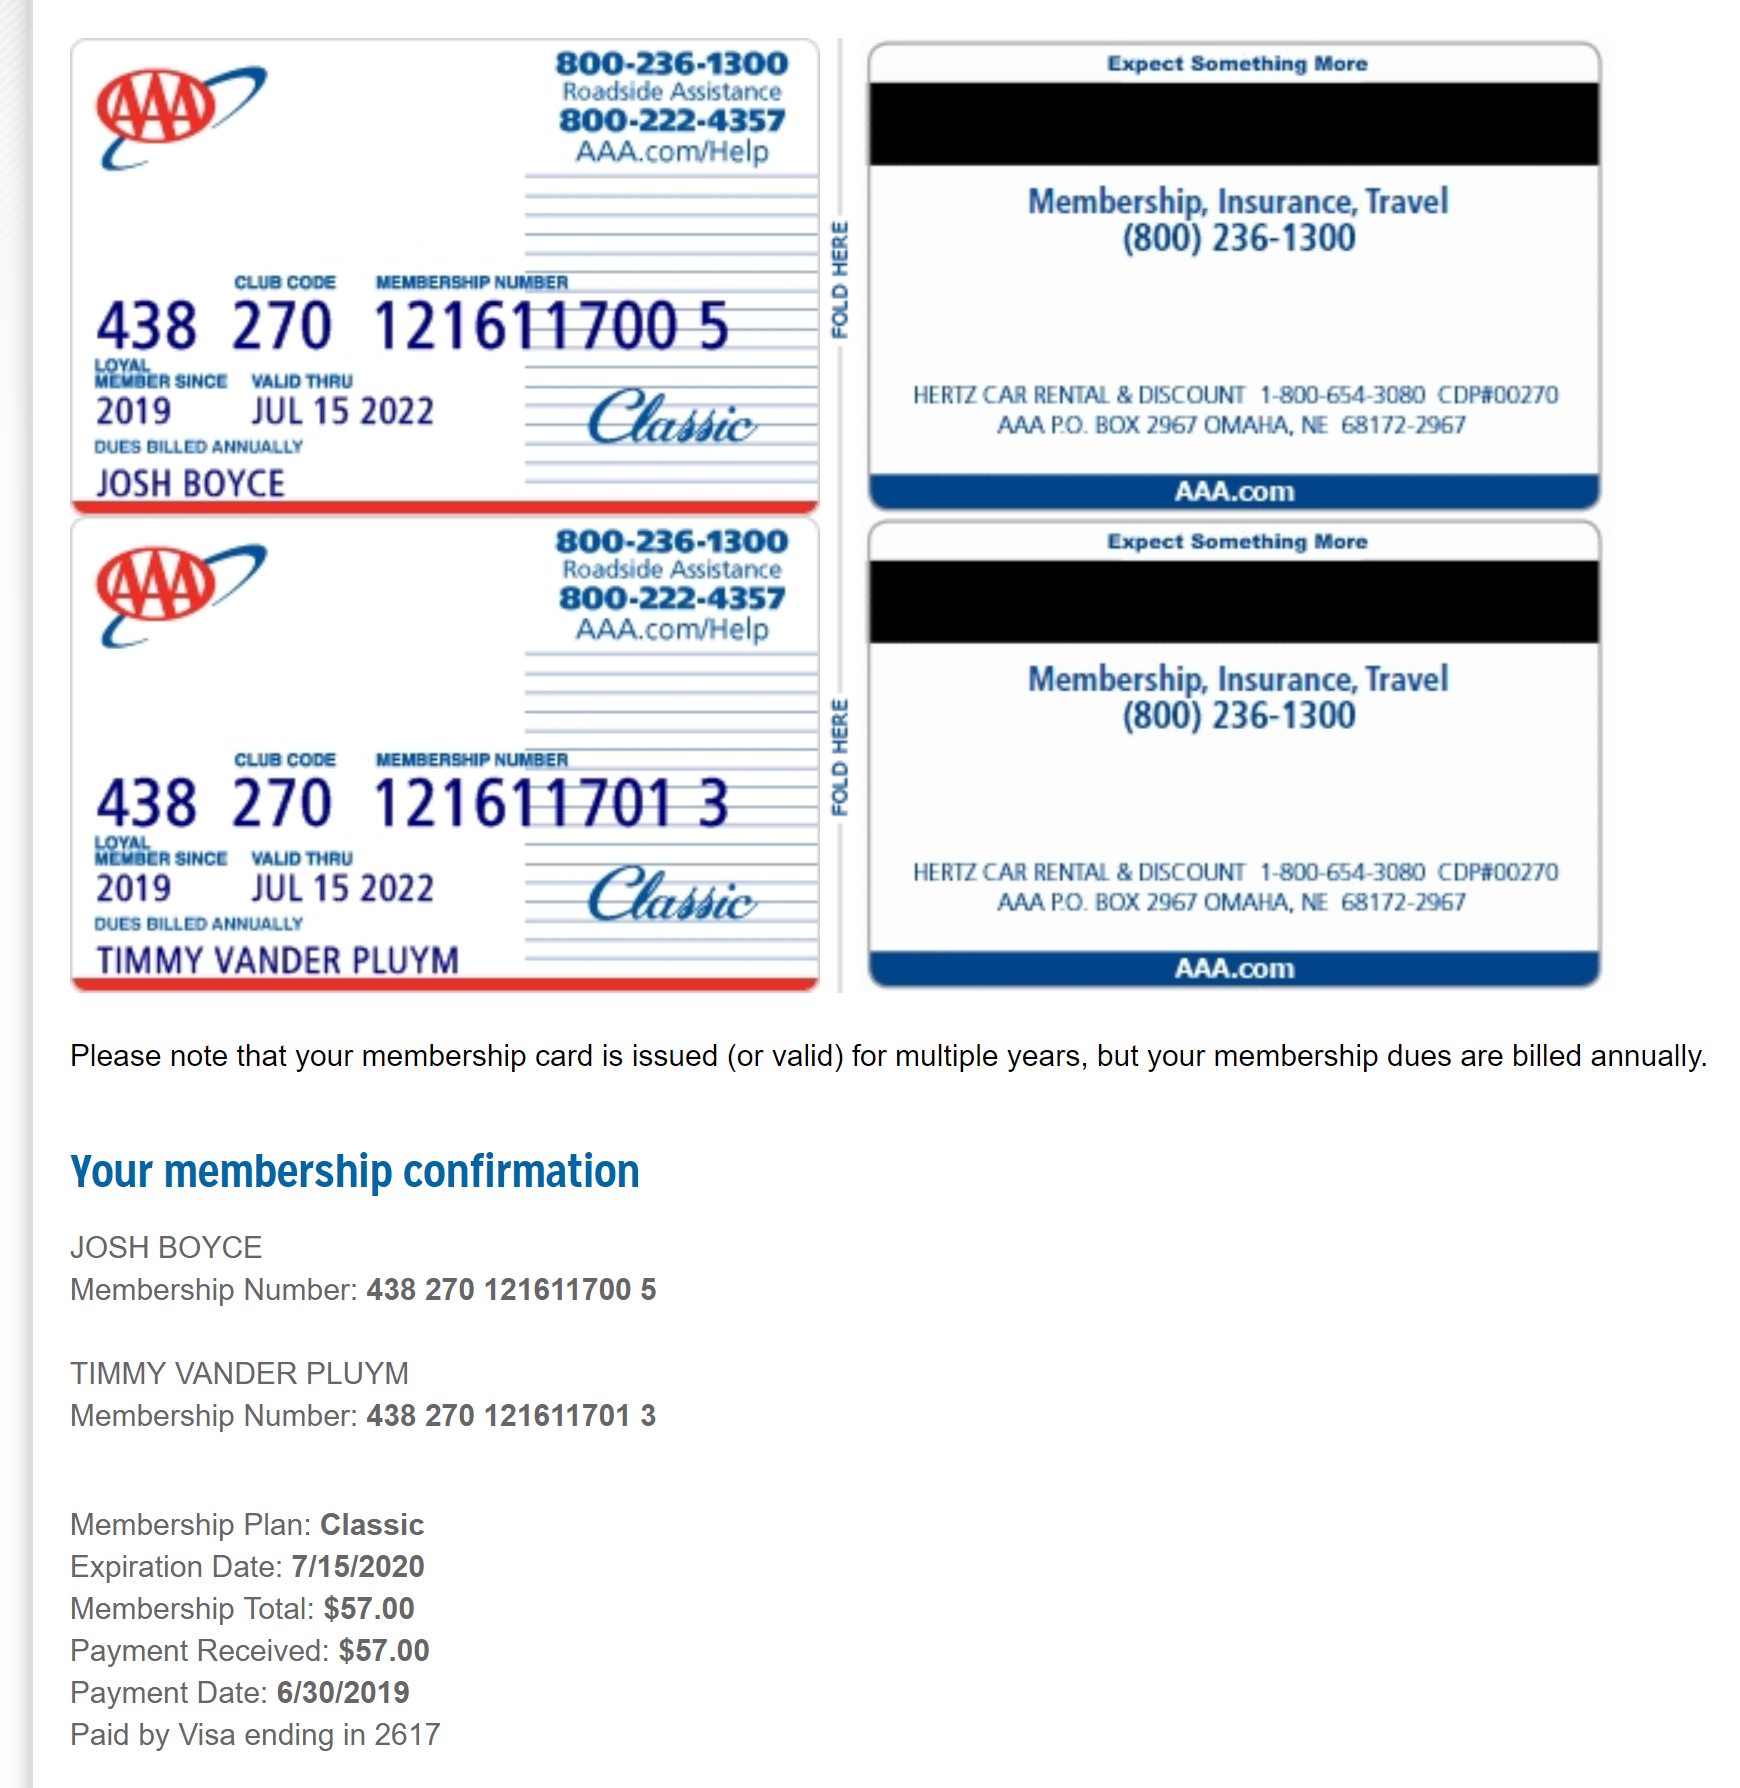 AAA
800-236-1300
Roadside Assistance
800-222-4357
AAA.com/Help
CLUB CODE MEMBERSHIP NUMBER
438 270 121611700 5
LOYAL
MEMBER SINCE VALID THRU
2019 JUL 15 2022
DUES BILLED ANNUALLY
Classic
JOSH BOYCE
FOLD HERE
Expect Something More
Membership, Insurance, Travel
(800) 236-1300
HERTZ CAR RENTAL & DISCOUNT 1-800-654-3080 CDP#00270
AAA P.O. BOX 2967 OMAHA, NE 68172-2967
AAA.com
AAA
800-236-1300
Roadside Assistance
800-222-4357
AAA.com/Help
CLUB CODE MEMBERSHIP NUMBER
438 270 121611701 3
LOYAL
MEMBER SINCE VALID THRU
2019 JUL 15 2022
DUES BILLED ANNUALLY
Classic
TIMMY VANDER PLUYM
FOLD HERE
Expect Something More
Membership, Insurance, Travel
(800) 236-1300
HERTZ CAR RENTAL & DISCOUNT 1-800-654-3080 CDP#00270
AAA P.O. BOX 2967 OMAHA, NE 68172-2967
AAA.com
Please note that your membership card is issued (or valid) for multiple years, but your membership dues are billed annually.
Your membership confirmation
JOSH BOYCE
Membership Number: 438 270 121611700 5
TIMMY VANDER PLUYM
Membership Number: 438 270 121611701 3
Membership Plan: Classic
Expiration Date: 7/15/2020
Membership Total: $57.00
Payment Received: $57.00
Payment Date: 6/30/2019
Paid by Visa ending in 2617